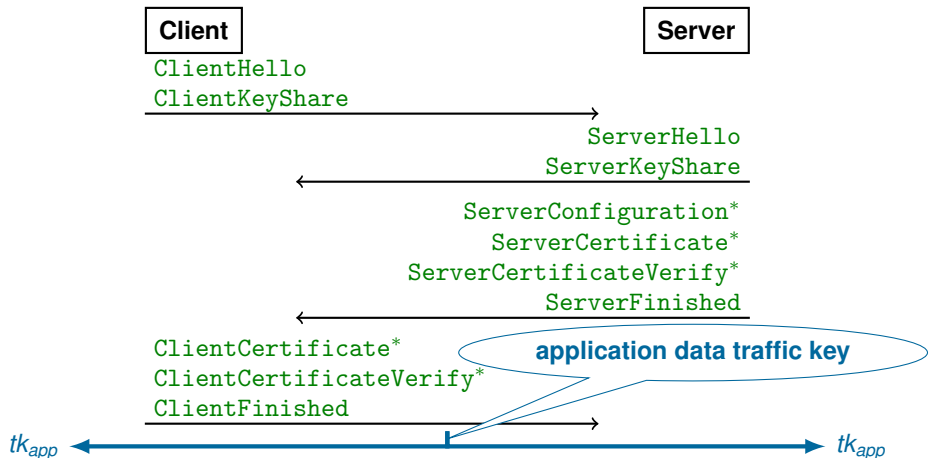 Client
Server
ClientHello
ClientKeyShare
ServerHello
ServerKeyShare
ServerConfiguration*
ServerCertificate*
ServerCertificateVerify*
ServerFinished
ClientCertificate*
application data traffic key
ClientCertificateVerify*
ClientFinished
tk_app
tk_app